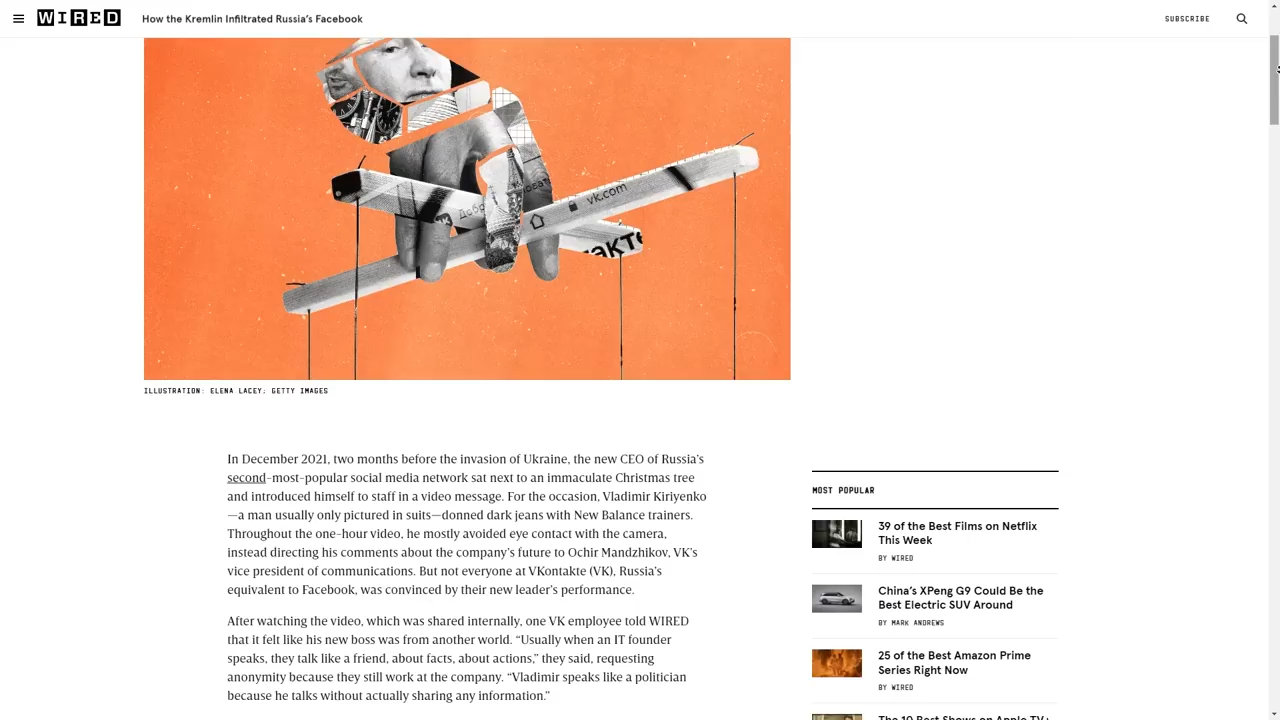 WIRED
How the Kremlin Infiltrated Russia's Facebook
SUBSCRIBE
vk.com
акте
ILLUSTRATION: ELENA LACEY; GETTY IMAGES
In December 2021, two months before the invasion of Ukraine, the new CEO of Russia's
second-most-popular social media network sat next to an immaculate Christmas tree
and introduced himself to staff in a video message. For the occasion, Vladimir Kiriyenko
—a man usually only pictured in suits—donned dark jeans with New Balance trainers.
Throughout the one-hour video, he mostly avoided eye contact with the camera,
instead directing his comments about the company's future to Ochir Mandzhikov, VK's
vice president of communications. But not everyone at VKontakte (VK), Russia's
equivalent to Facebook, was convinced by their new leader's performance.
After watching the video, which was shared internally, one VK employee told WIRED
that it felt like his new boss was from another world. “Usually when an IT founder
speaks, they talk like a friend, about facts, about actions,” they said, requesting
anonymity because they still work at the company. “Vladimir speaks like a politician
because he talks without actually sharing any information.”
MOST POPULAR
39 of the Best Films on Netflix
This Week
BY WIRED
China's XPeng G9 Could Be the
Best Electric SUV Around
BY MARK ANDREWS
25 of the Best Amazon Prime
Series Right Now
BY WIRED
The 10 Best Shows on Apple TV+